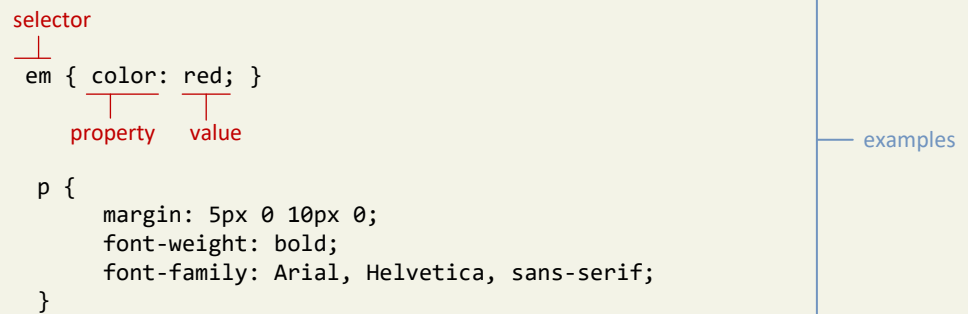 selector
em { color: red; }
property value
examples
p {
margin: 5px 0 10px 0;
font-weight: bold;
font-family: Arial, Helvetica, sans-serif;
}